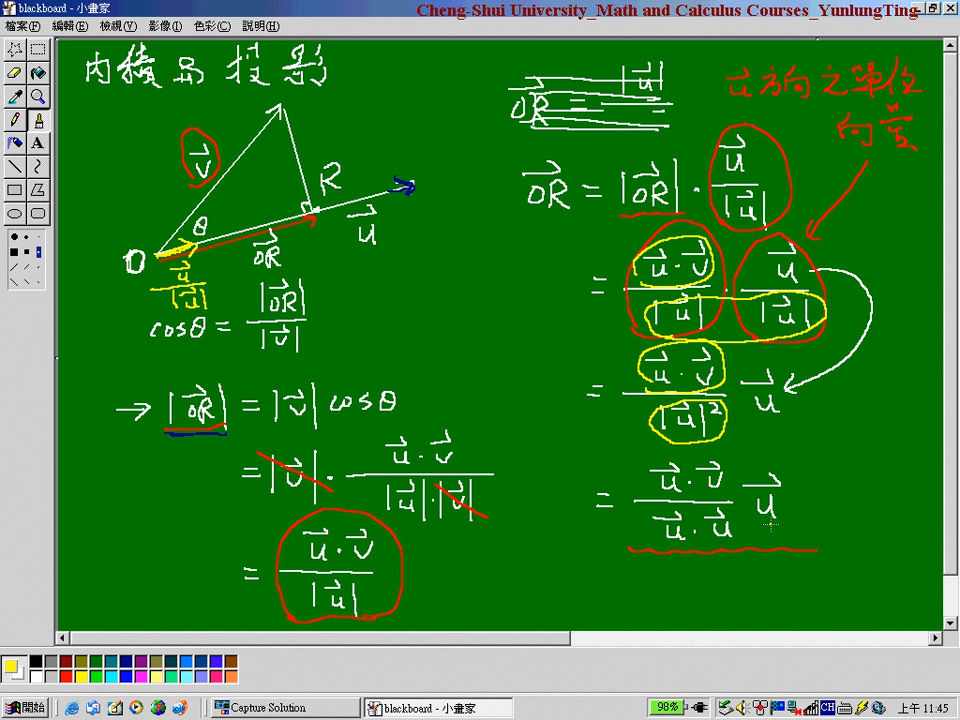 blackboard - 小畫家
Cheng-Shui University_Math and Calculus Courses_YunlungTing
檔案(F) 編輯(E) 檢視(V) 影像(I) 色彩(C) 說明(H)
內積與投影
v⃗
R
θ
u⃗
O
OR⃗
u⃗/|u⃗|
cosθ = |OR⃗|/|v⃗|
→ |OR⃗| = |v⃗| cosθ
= |v⃗| · (u⃗ · v⃗)/(|u⃗|·|v⃗|)
= (u⃗ · v⃗)/|u⃗|
OR⃗ = |u⃗|
u⃗方向之單位
向量
OR⃗ = |OR⃗| · u⃗/|u⃗|
= (u⃗ · v⃗)/|u⃗| · u⃗/|u⃗|
= (u⃗ · v⃗)/|u⃗|² u⃗
= (u⃗ · v⃗)/(u⃗ · u⃗) u⃗
開始
Capture Solution
blackboard - 小畫家
98%
CH
上午 11:45